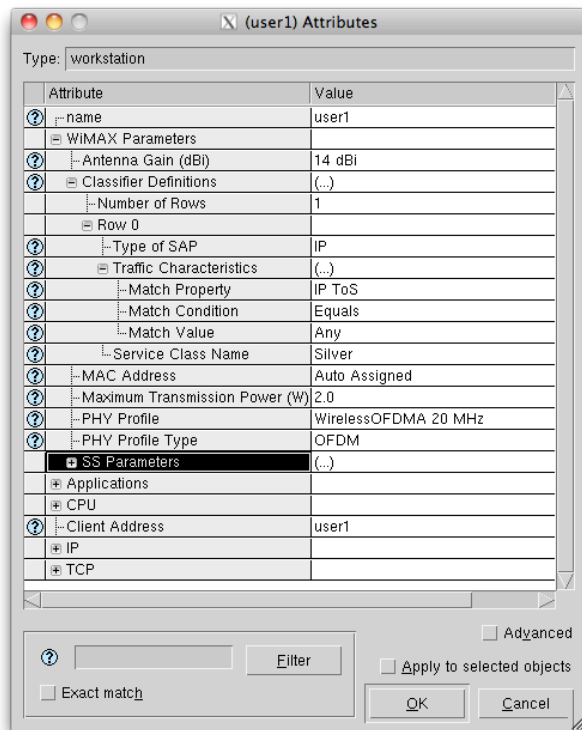 X (user1) Attributes
Type: workstation
Attribute Value
? name user1
WiMAX Parameters
? Antenna Gain (dBi) 14 dBi
? Classifier Definitions (...)
Number of Rows 1
Row 0
? Type of SAP IP
? Traffic Characteristics (...)
? Match Property IP ToS
? Match Condition Equals
? Match Value Any
? Service Class Name Silver
? MAC Address Auto Assigned
? Maximum Transmission Power (W) 2.0
? PHY Profile WirelessOFDMA 20 MHz
? PHY Profile Type OFDM
SS Parameters (...)
Applications
CPU
? Client Address user1
IP
TCP
Advanced
? Filter
Apply to selected objects
Exact match
OK Cancel